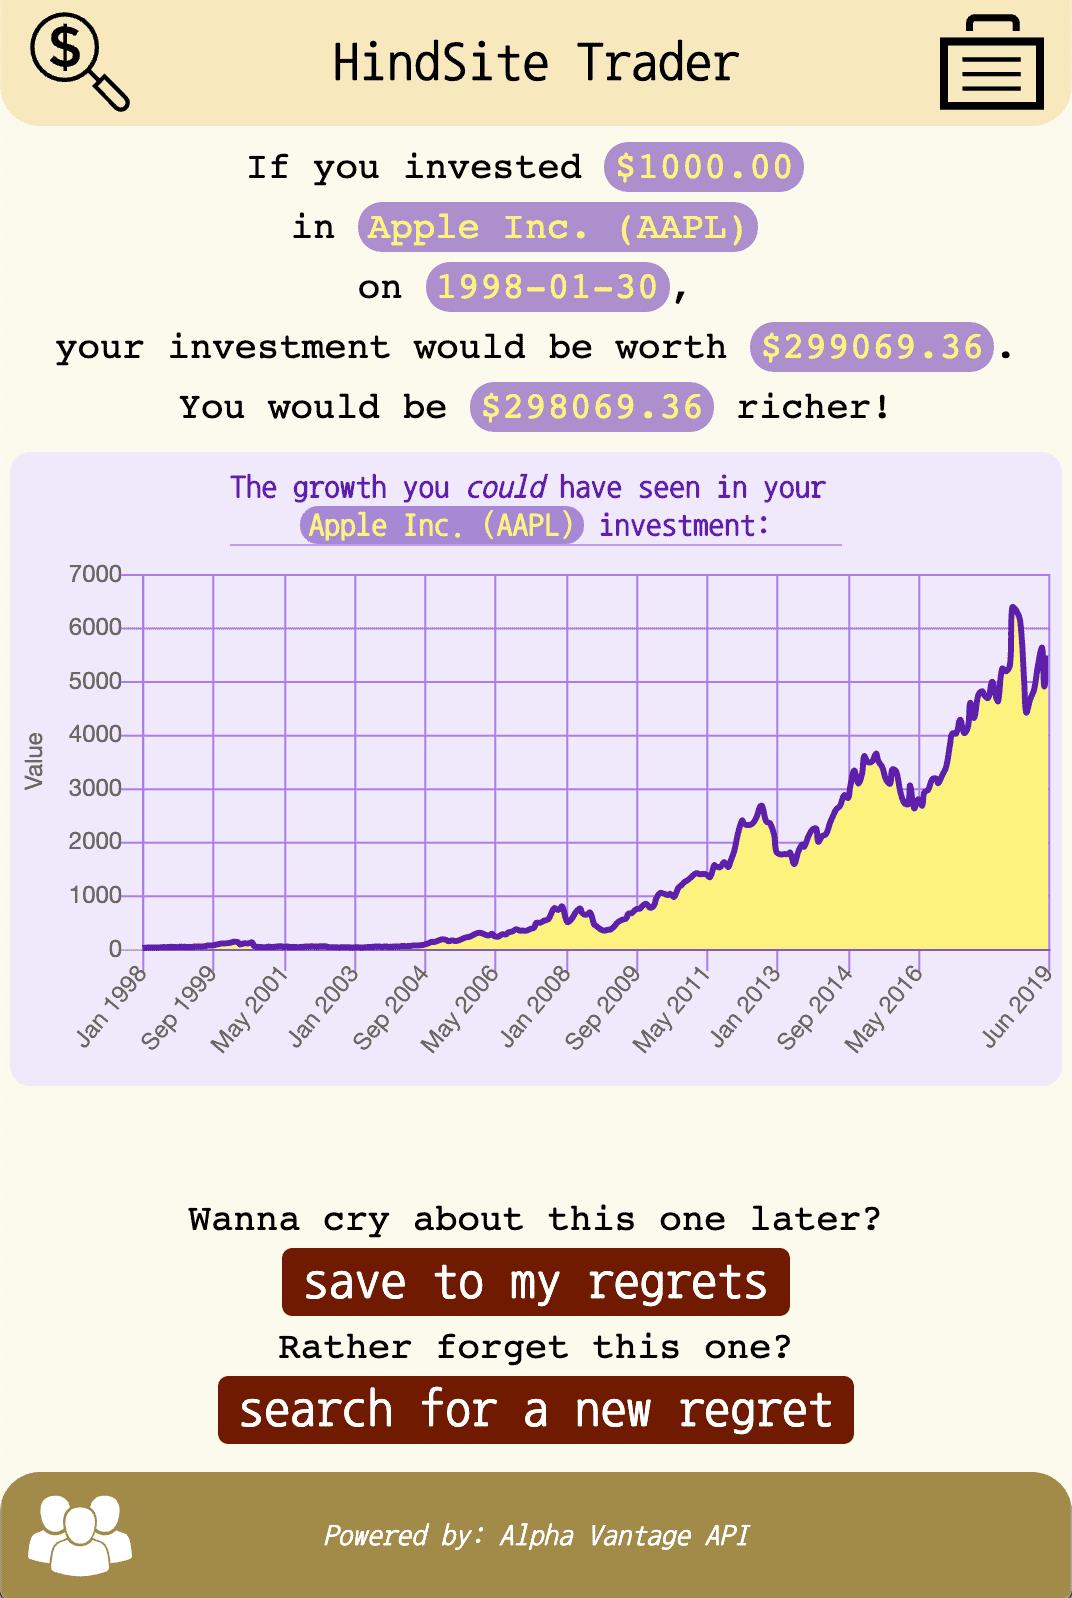 $
HindSite Trader
If you invested $1000.00
in Apple Inc. (AAPL)
on 1998-01-30,
your investment would be worth $299069.36.
You would be $298069.36 richer!
The growth you could have seen in your
Apple Inc. (AAPL) investment:
7000
6000
5000
4000
3000
2000
1000
0
Value
Jan 1998
Sep 1999
May 2001
Jan 2003
Sep 2004
May 2006
Jan 2008
Sep 2009
May 2011
Jan 2013
Sep 2014
May 2016
Jun 2019
Wanna cry about this one later?
save to my regrets
Rather forget this one?
search for a new regret
Powered by: Alpha Vantage API